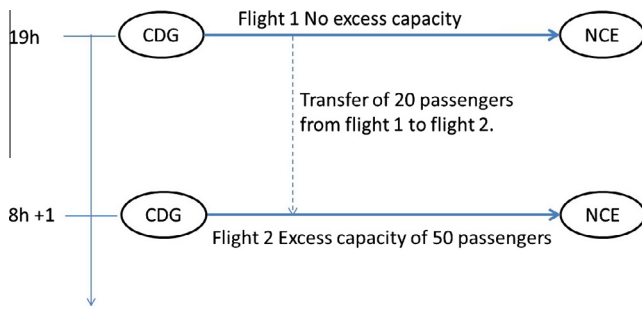 Flight 1 No excess capacity
19h
CDG
NCE
Transfer of 20 passengers
from flight 1 to flight 2.
8h +1
CDG
NCE
Flight 2 Excess capacity of 50 passengers